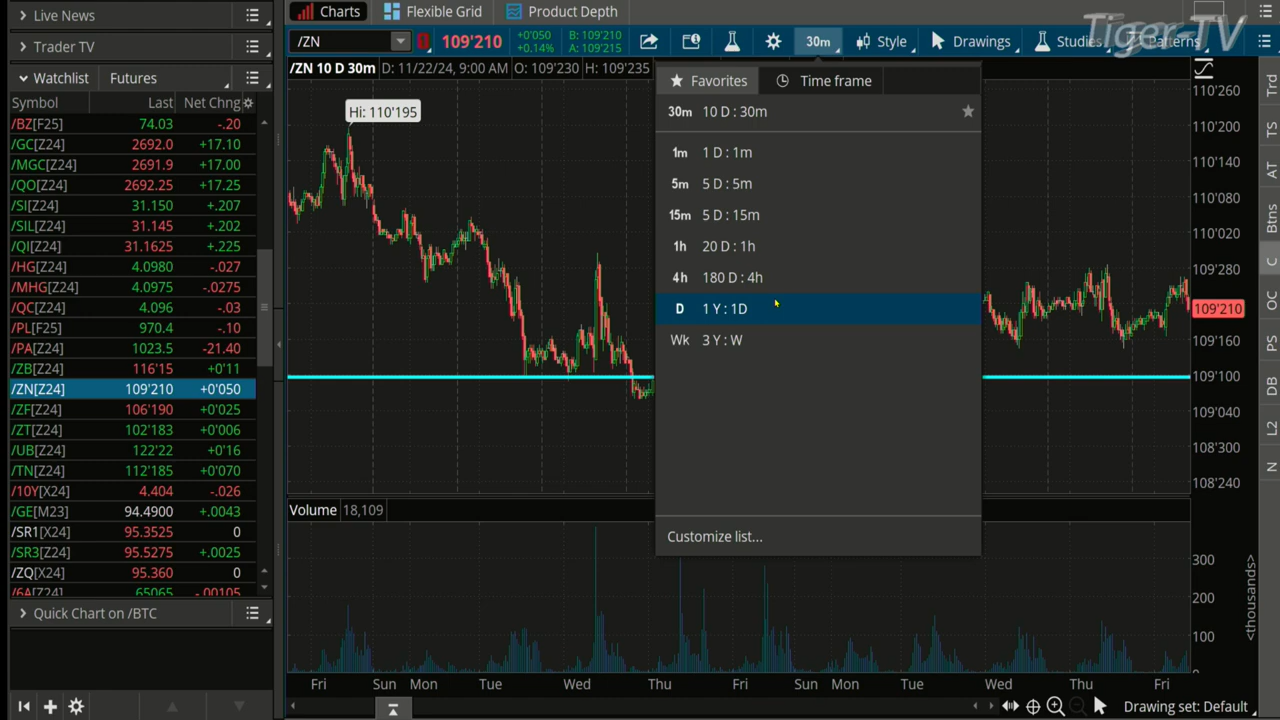 Live News
Trader TV
Watchlist Futures
Symbol Last Net Chng
/BZ[F25] 74.03 -.20
/GC[Z24] 2692.0 +17.10
/MGC[Z24] 2691.9 +17.00
/QO[Z24] 2692.25 +17.25
/SI[Z24] 31.150 +.207
/SIL[Z24] 31.145 +.202
/QI[Z24] 31.1625 +.225
/HG[Z24] 4.0980 -.027
/MHG[Z24] 4.0975 -.0275
/QC[Z24] 4.096 -.03
/PL[F25] 970.4 -.10
/PA[Z24] 1023.5 -21.40
/ZB[Z24] 116'15 +0'11
/ZN[Z24] 109'210 +0'050
/ZF[Z24] 106'190 +0'025
/ZT[Z24] 102'183 +0'006
/UB[Z24] 122'22 +0'16
/TN[Z24] 112'185 +0'070
/10Y[X24] 4.404 -.026
/GE[M23] 94.4900 +.0043
/SR1[X24] 95.3525 0
/SR3[Z24] 95.5275 +.0025
/ZQ[X24] 95.360 0
/6A[Z24] 65065 -.00105
Quick Chart on /BTC
Charts Flexible Grid Product Depth
Tiger-TV
/ZN 109'210 +0'050 +0.14% B: 109'210 A: 109'215 30m Style Drawings Studies Patterns
/ZN 10 D 30m D: 11/22/24, 9:00 AM O: 109'230 H: 109'235
Hi: 110'195
Favorites Time frame
30m 10 D : 30m
1m 1 D : 1m
5m 5 D : 5m
15m 5 D : 15m
1h 20 D : 1h
4h 180 D : 4h
D 1 Y : 1D
Wk 3 Y : W
Customize list...
110'260
110'200
110'140
110'080
110'020
109'280
109'210
109'160
109'100
109'040
108'300
108'240
Volume 18,109
300
200
100
<thousands>
Fri Sun Mon Tue Wed Thu Fri Sun Mon Tue Wed Thu Fri
Drawing set: Default
Trd
TS
AT
Btns
C
OC
PS
DB
L2
N